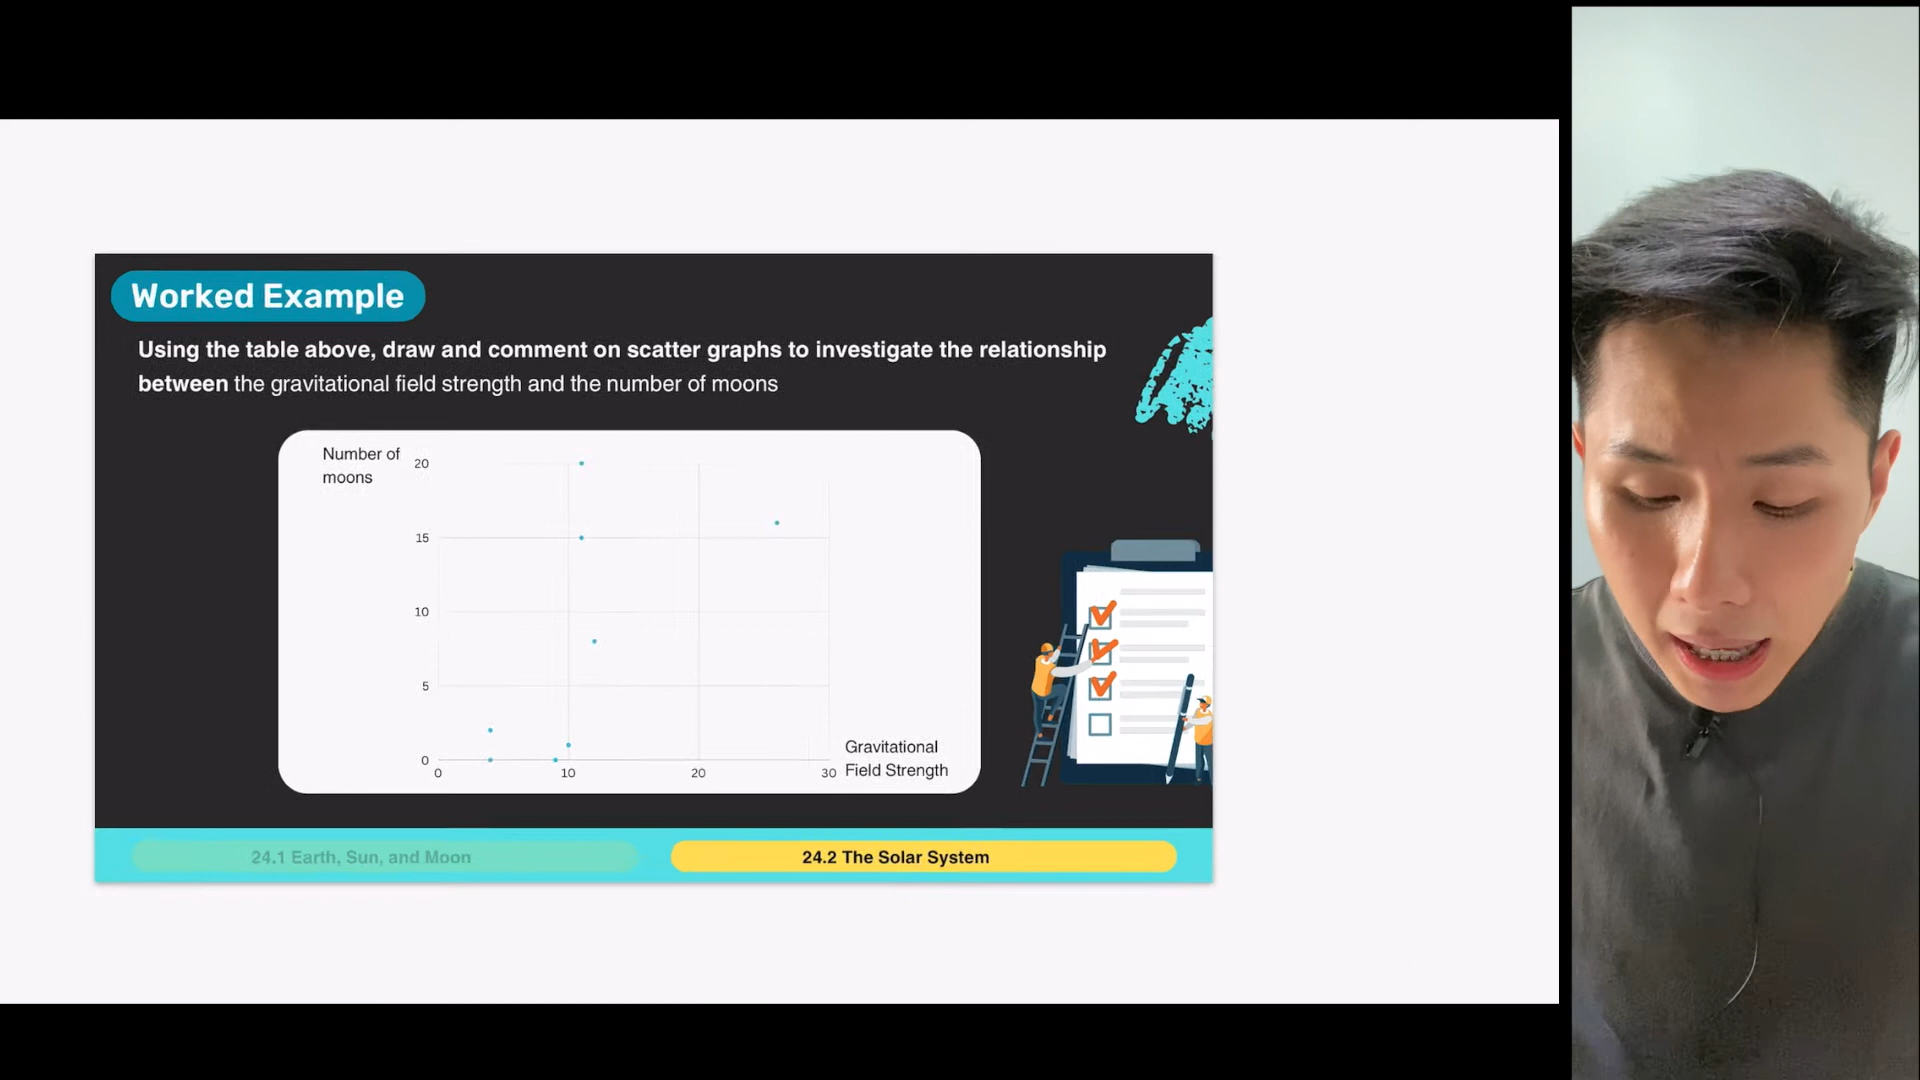 Worked Example
Using the table above, draw and comment on scatter graphs to investigate the relationship
between the gravitational field strength and the number of moons
Number of
moons
20
15
10
5
0
0 10 20 30
Gravitational
Field Strength
24.1 Earth, Sun, and Moon
24.2 The Solar System